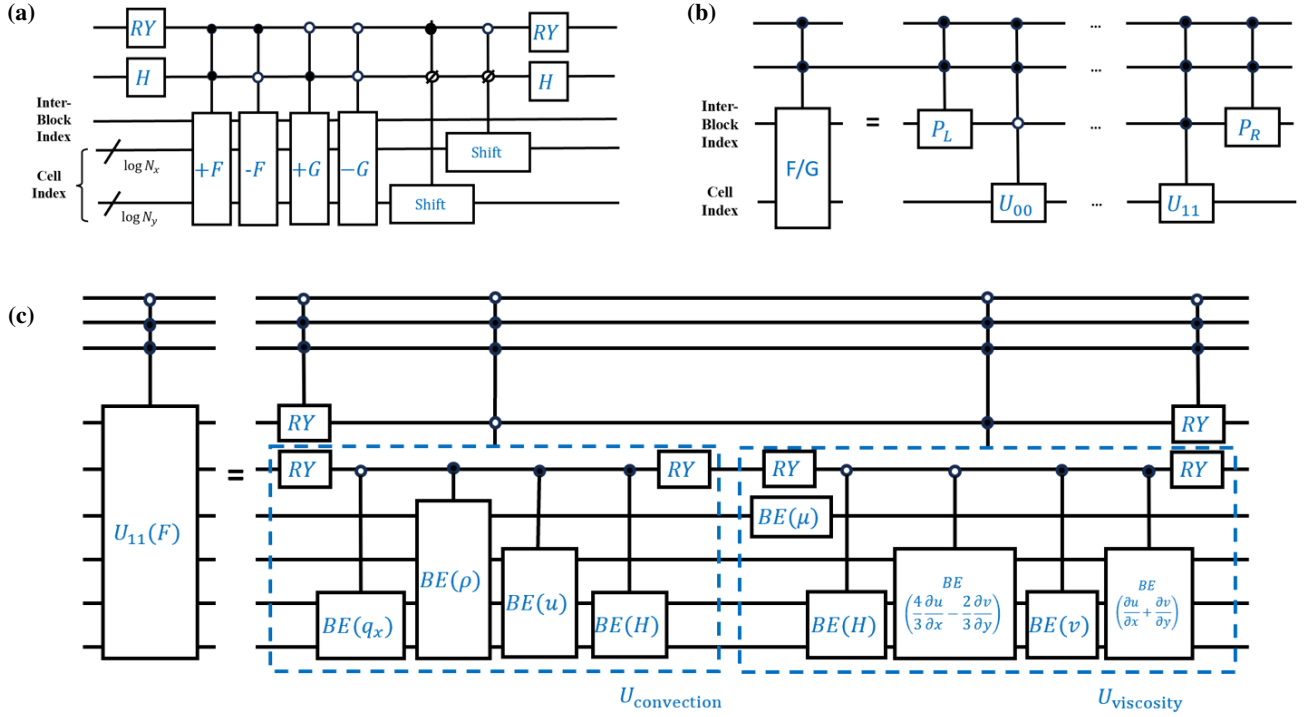 (a)
RY
RY
H
H
Inter-
Block
Index
Cell
Index
log N_x
log N_y
+F
-F
+G
−G
Shift
Shift
(b)
Inter-
Block
Index
Cell
Index
F/G
=
P_L
U_00
...
...
...
...
U_11
P_R
(c)
U_11(F)
=
RY
RY
RY
RY
RY
RY
BE(q_x)
BE(ρ)
BE(u)
BE(H)
BE(μ)
BE(H)
BE
(4/3 ∂u/∂x − 2/3 ∂v/∂y)
BE(v)
BE
(∂u/∂x + ∂v/∂y)
U_convection
U_viscosity